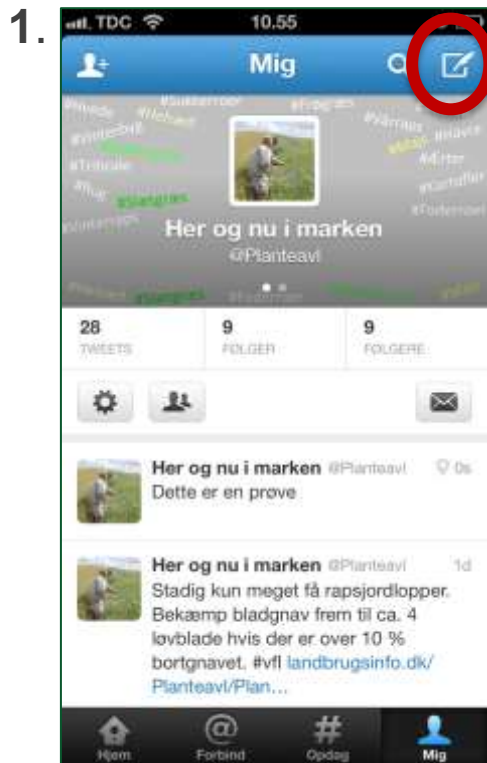 1.
TDC 10.55
Mig
Her og nu i marken
@Planteavl
28 9 9
TWEETS FØLGER FØLGERE
Her og nu i marken @Planteavl 0s
Dette er en prøve
Her og nu i marken @Planteavl 1d
Stadig kun meget få rapsjordlopper.
Bekæmp bladgnav frem til ca. 4
løvblade hvis der er over 10 %
bortgnavet. #vfl landbrugsinfo.dk/
Planteavl/Plan...
Hjem Forbind Opdag Mig